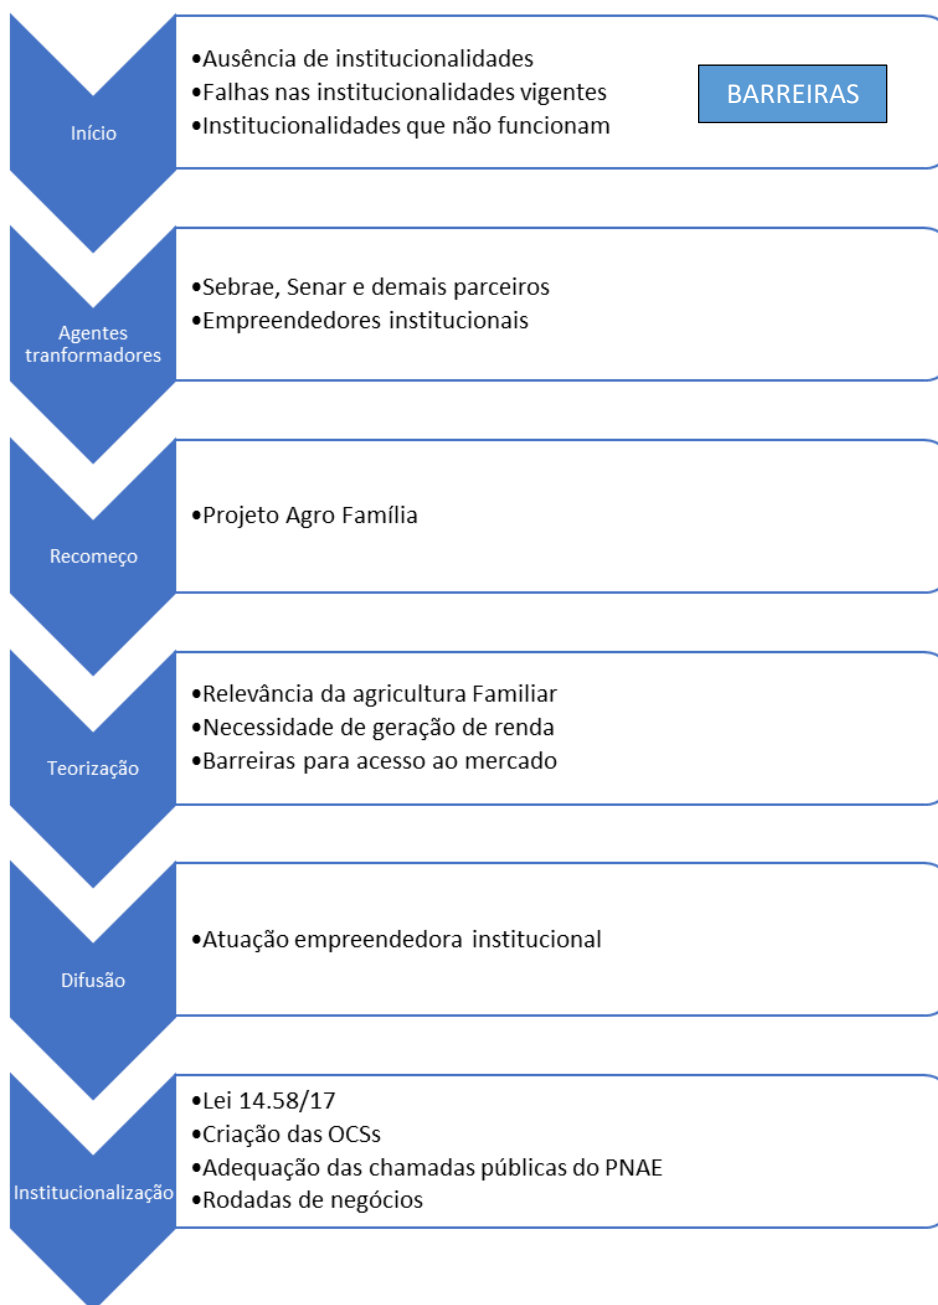 Início
•Ausência de institucionalidades
•Falhas nas institucionalidades vigentes
•Institucionalidades que não funcionam
BARREIRAS
Agentes
tranformadores
•Sebrae, Senar e demais parceiros
•Empreendedores institucionais
Recomeço
•Projeto Agro Família
Teorização
•Relevância da agricultura Familiar
•Necessidade de geração de renda
•Barreiras para acesso ao mercado
Difusão
•Atuação empreendedora institucional
Institucionalização
•Lei 14.58/17
•Criação das OCSs
•Adequação das chamadas públicas do PNAE
•Rodadas de negócios